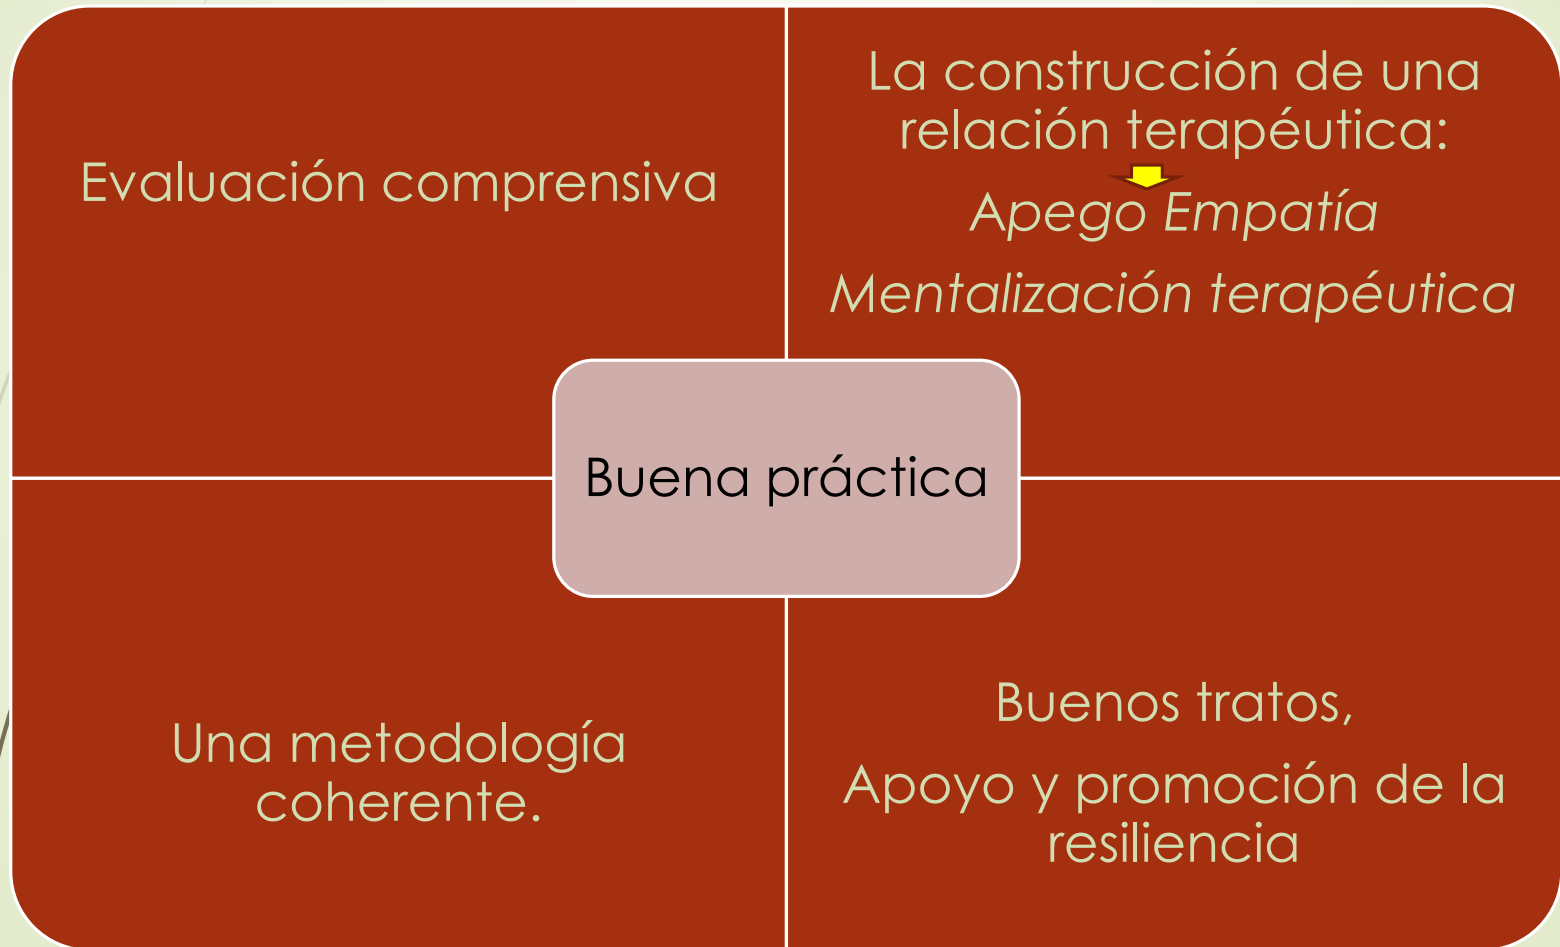 Evaluación comprensiva
La construcción de una
relación terapéutica:
Apego Empatía
Mentalización terapéutica
Buena práctica
Una metodología
coherente.
Buenos tratos,
Apoyo y promoción de la
resiliencia